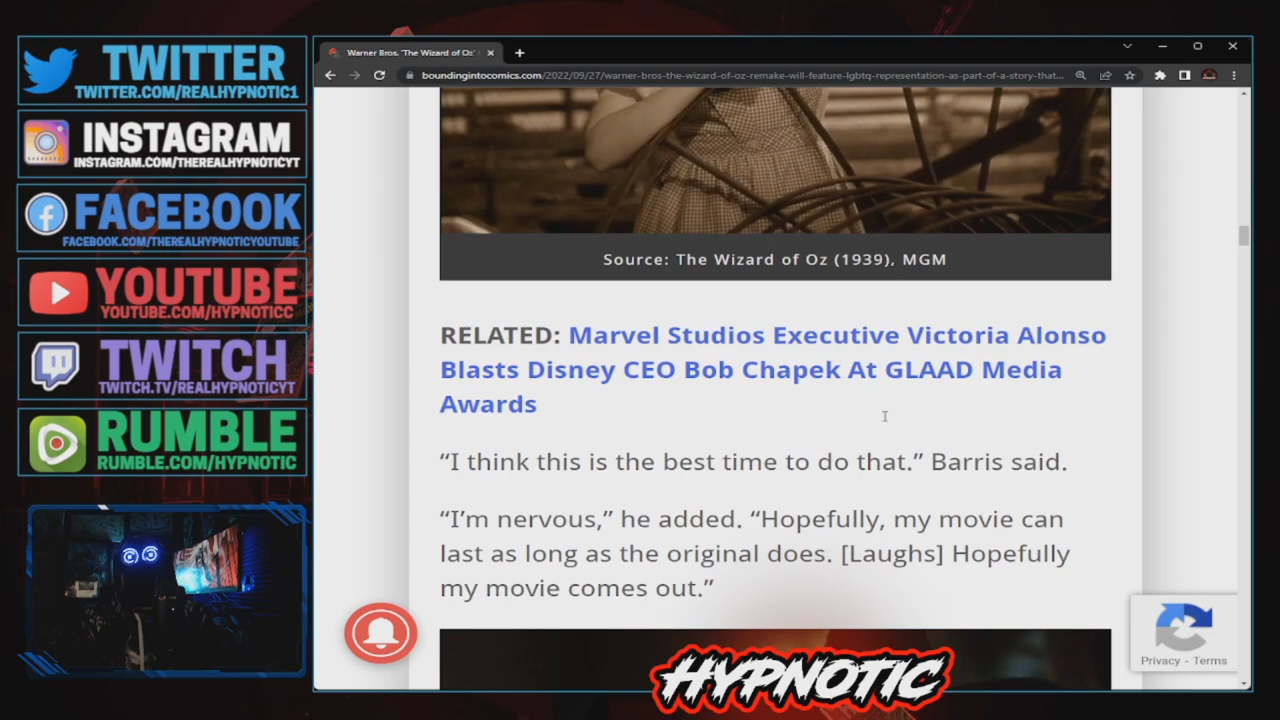 TWITTER
TWITTER.COM/REALHYPNOTIC1
INSTAGRAM
INSTAGRAM.COM/THEREALHYPNOTICYT
FACEBOOK
FACEBOOK.COM/THEREALHYPNOTICYOUTUBE
YOUTUBE
YOUTUBE.COM/HYPNOTICC
TWITCH
TWITCH.TV/REALHYPNOTICYT
RUMBLE
RUMBLE.COM/HYPNOTIC
Warner Bros. 'The Wizard of Oz'
boundingintocomics.com/2022/09/27/warner-bros-the-wizard-of-oz-remake-will-feature-lgbtq-representation-as-part-of-a-story-that...
Source: The Wizard of Oz (1939), MGM
RELATED: Marvel Studios Executive Victoria Alonso
Blasts Disney CEO Bob Chapek At GLAAD Media
Awards
“I think this is the best time to do that.” Barris said.
“I’m nervous,” he added. “Hopefully, my movie can
last as long as the original does. [Laughs] Hopefully
my movie comes out.”
Privacy - Terms
HYPNOTIC